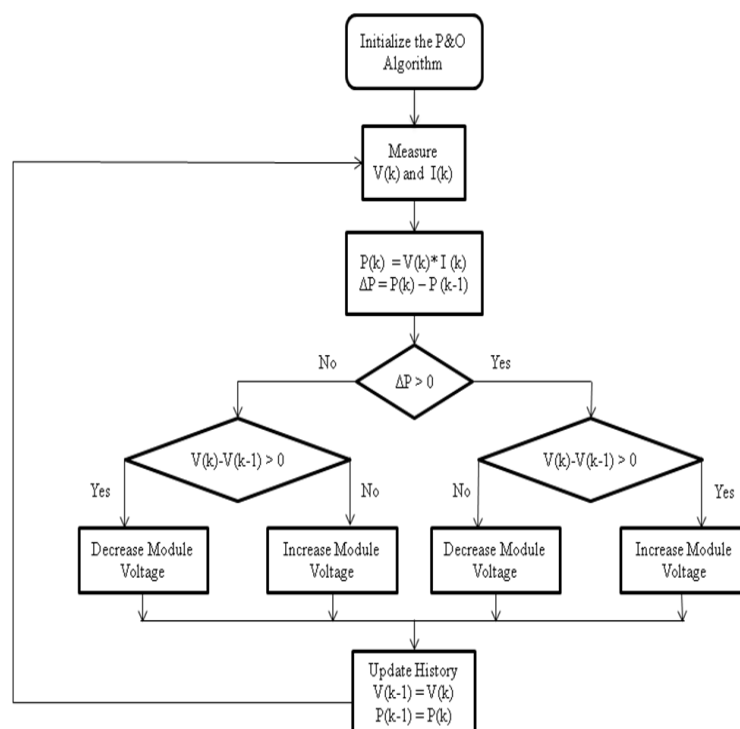 Initialize the P&O
Algorithm
Measure
V(k) and I(k)
P(k) = V(k)* I (k)
ΔP = P(k) – P (k-1)
No
Yes
ΔP > 0
V(k)-V(k-1) > 0
V(k)-V(k-1) > 0
Yes
No
No
Yes
Decrease Module
Voltage
Increase Module
Voltage
Decrease Module
Voltage
Increase Module
Voltage
Update History
V(k-1) = V(k)
P(k-1) = P(k)